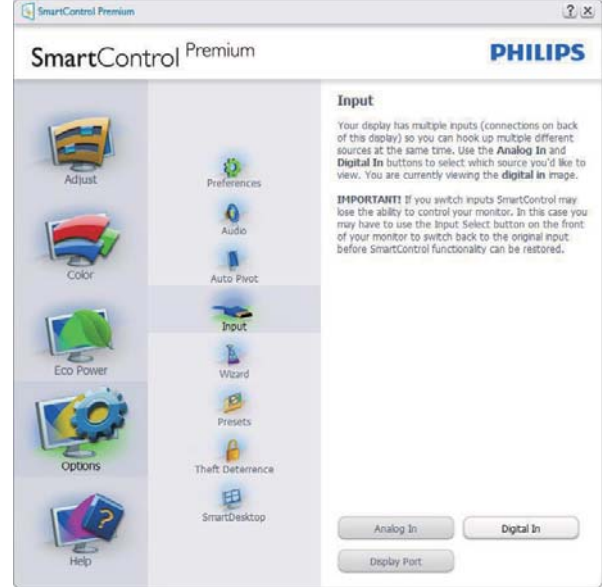 SmartControl Premium
? x
SmartControl Premium
PHILIPS
Adjust
Color
Eco Power
Options
Help
Preferences
Audio
Auto Pivot
Input
Wizard
Presets
Theft Deterrence
SmartDesktop
Input
Your display has multiple inputs (connections on back
of this display) so you can hook up multiple different
sources at the same time. Use the Analog In and
Digital In buttons to select which source you'd like to
view. You are currently viewing the digital in image.
IMPORTANT! If you switch inputs SmartControl may
lose the ability to control your monitor. In this case you
may have to use the Input Select button on the front
of your monitor to switch back to the original input
before SmartControl functionality can be restored.
Analog In
Digital In
Display Port